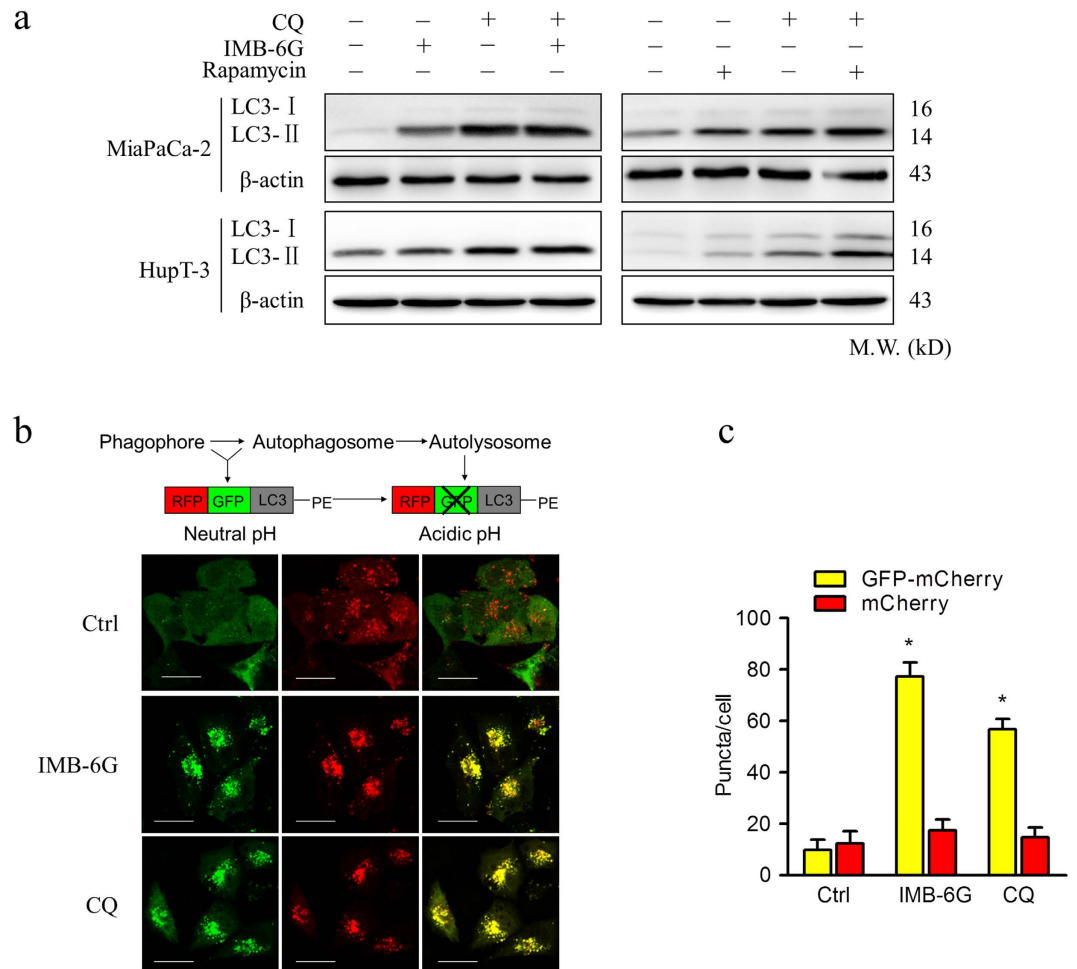 a
CQ − − + + − − + +
IMB-6G − + − + − − − −
Rapamycin − − − − − + − +
MiaPaCa-2
LC3-Ⅰ 16
LC3-Ⅱ 14
β-actin 43
HupT-3
LC3-Ⅰ 16
LC3-Ⅱ 14
β-actin 43
M.W. (kD)
b
Phagophore Autophagosome Autolysosome
RFP GFP LC3 PE RFP GFP LC3 PE
Neutral pH Acidic pH
Ctrl
IMB-6G
CQ
c
GFP-mCherry
mCherry
Puncta/cell
100
80
60
40
20
0
* *
Ctrl IMB-6G CQ